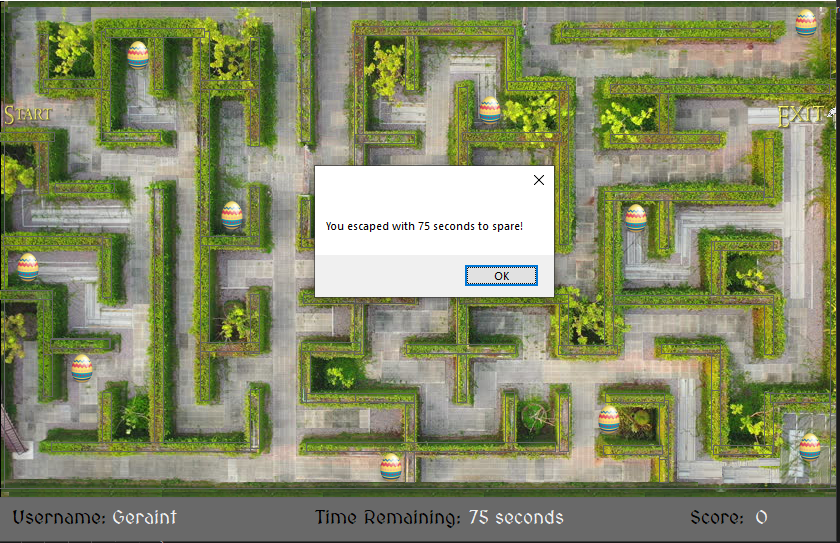 START
EXIT
You escaped with 75 seconds to spare!
OK
Username: Geraint Time Remaining: 75 seconds Score: 0